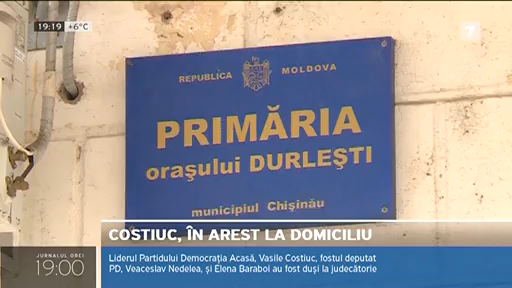 19:19 +6°C
7
REPUBLICA MOLDOVA
PRIMĂRIA
orașului DURLEȘTI
municipiul Chișinău
COSTIUC, ÎN AREST LA DOMICILIU
JURNALUL OREI
19:00
Liderul Partidului Democrația Acasă, Vasile Costiuc, fostul deputat
PD, Veaceslav Nedelea, și Elena Baraboi au fost duși la judecătorie